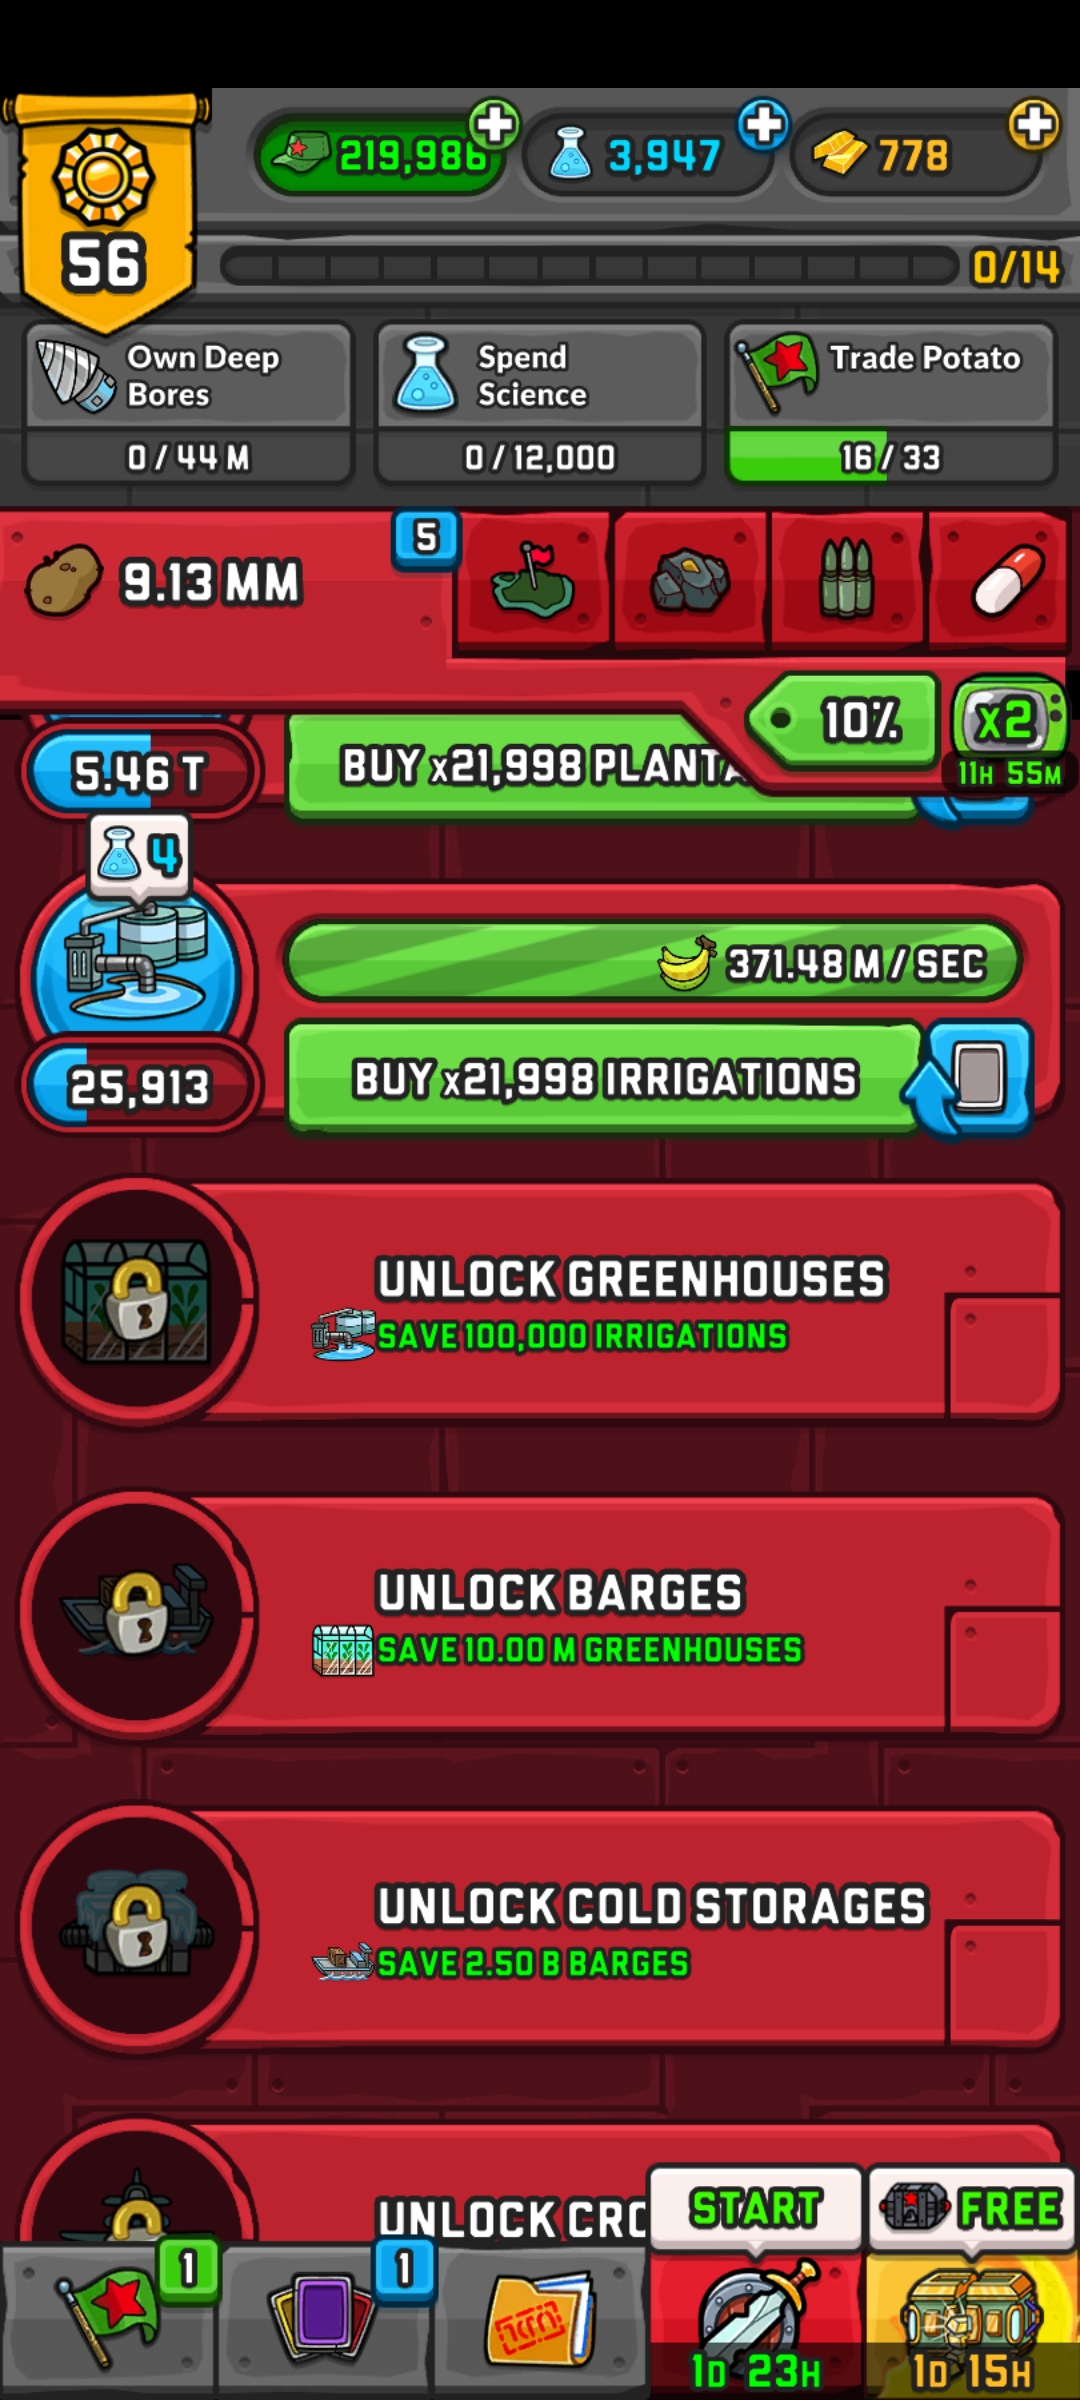 219,986
3,947
778
56
0/14
Own Deep
Bores
0 / 44 M
Spend
Science
0 / 12,000
Trade Potato
16 / 33
9.13 MM
5
10%
x2
11H 55M
5.46 T
BUY x21,998 PLANTA
4
371.48 M / SEC
25,913
BUY x21,998 IRRIGATIONS
UNLOCK GREENHOUSES
SAVE 100,000 IRRIGATIONS
UNLOCK BARGES
SAVE 10.00 M GREENHOUSES
UNLOCK COLD STORAGES
SAVE 2.50 B BARGES
UNLOCK CRO
START
FREE
1
1
1D 23H
1D 15H